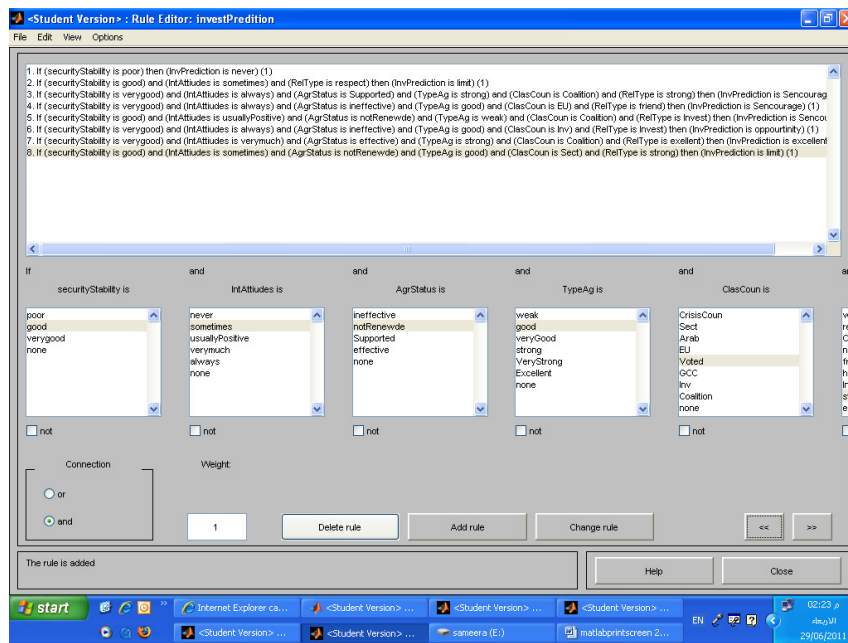 <Student Version> : Rule Editor: investPredition
File Edit View Options
1. If (securityStability is poor) then (InvPrediction is never) (1)
2. If (securityStability is good) and (IntAttiudes is sometimes) and (RelType is respect) then (InvPrediction is limit) (1)
3. If (securityStability is verygood) and (IntAttiudes is always) and (AgrStatus is Supported) and (TypeAg is strong) and (ClasCoun is Coalition) and (RelType is strong) then (InvPrediction is Sencourag
4. If (securityStability is verygood) and (IntAttiudes is always) and (AgrStatus is ineffective) and (TypeAg is good) and (ClasCoun is EU) and (RelType is friend) then (InvPrediction is Sencourage) (1)
5. If (securityStability is good) and (IntAttiudes is usuallyPositive) and (AgrStatus is notRenewde) and (TypeAg is weak) and (ClasCoun is Coalition) and (RelType is Invest) then (InvPrediction is Sencou
6. If (securityStability is verygood) and (IntAttiudes is always) and (AgrStatus is ineffective) and (TypeAg is good) and (ClasCoun is Inv) and (RelType is Invest) then (InvPrediction is oppourtinity) (1)
7. If (securityStability is verygood) and (IntAttiudes is verymuch) and (AgrStatus is effective) and (TypeAg is strong) and (ClasCoun is Coalition) and (RelType is exellent) then (InvPrediction is excellent
8. If (securityStability is good) and (IntAttiudes is sometimes) and (AgrStatus is notRenewde) and (TypeAg is good) and (ClasCoun is Sect) and (RelType is strong) then (InvPrediction is limit) (1)
If and and and and
securityStability is IntAttiudes is AgrStatus is TypeAg is ClasCoun is
poor
good
verygood
none
never
sometimes
usuallyPositive
verymuch
always
none
ineffective
notRenewde
Supported
effective
none
weak
good
veryGood
strong
VeryStrong
Excellent
none
CrisisCoun
Sect
Arab
EU
Voted
GCC
Inv
Coalition
none
not not not not not
Connection
or
and
Weight:
1
Delete rule Add rule Change rule << >>
The rule is added
Help Close
start
Internet Explorer ca... <Student Version> ... <Student Version> ... <Student Version> ...
<Student Version> ... <Student Version> ... sameera (E:) matlabprintscreen 2...
EN
02:23 م
الأربعاء
29/06/2011